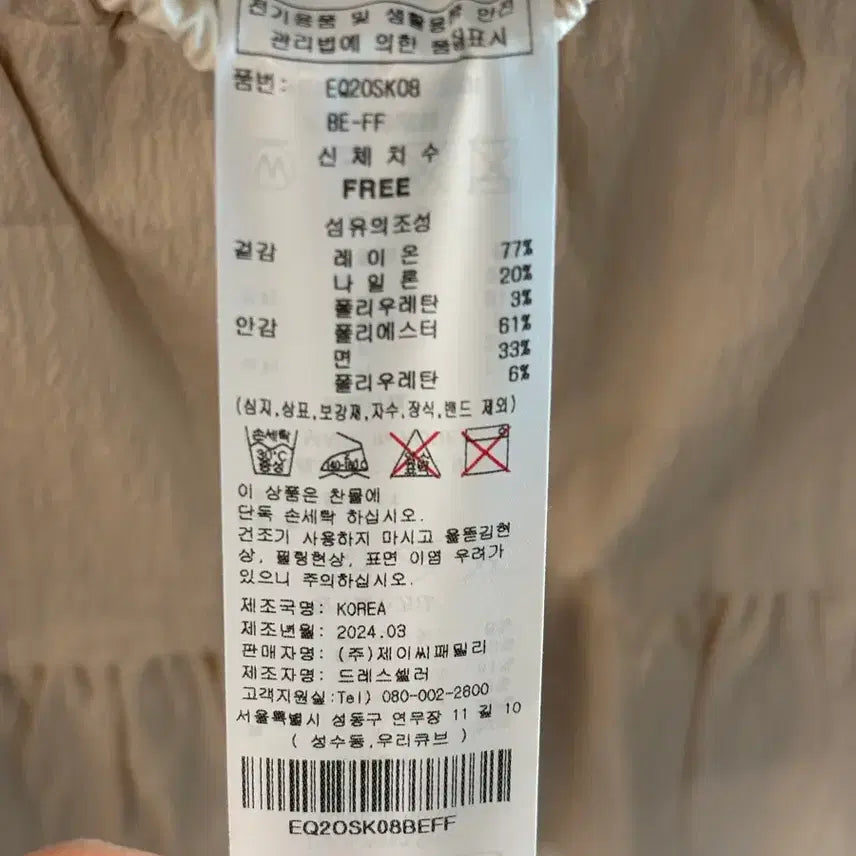 전기용품 및 생활용품 안전
관리법에 의한 품질표시
품번: EQ2OSK08
BE-FF
신체치수
FREE
섬유의조성
겉감 레이온 77%
나일론 20%
폴리우레탄 3%
안감 폴리에스터 61%
면 33%
폴리우레탄 6%
(심지,상표,보강재,자수,장식,밴드 제외)
손세탁
30°C
중성
140-160℃
표백
이 상품은 찬물에
단독 손세탁 하십시오.
건조기 사용하지 마시고 올뜯김현
상, 필링현상, 표면 이염 우려가
있으니 주의하십시오.
제조국명: KOREA
제조년월: 2024.03
판매자명: (주)제이씨패밀리
제조자명: 드레스셀러
고객지원실:Tel) 080-002-2800
서울특별시 성동구 연무장 11 길 10
( 성수동,우리큐브 )
EQ2OSK08BEFF